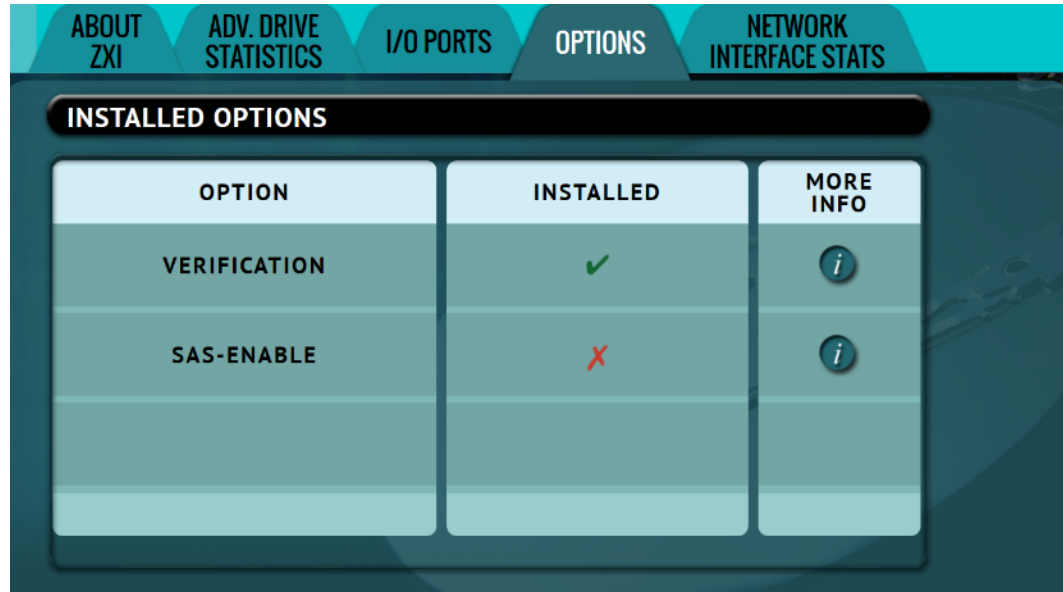 ABOUT ZXI
ADV. DRIVE STATISTICS
I/O PORTS
OPTIONS
NETWORK INTERFACE STATS
INSTALLED OPTIONS
OPTION INSTALLED MORE INFO
VERIFICATION ✔ i
SAS-ENABLE ✗ i